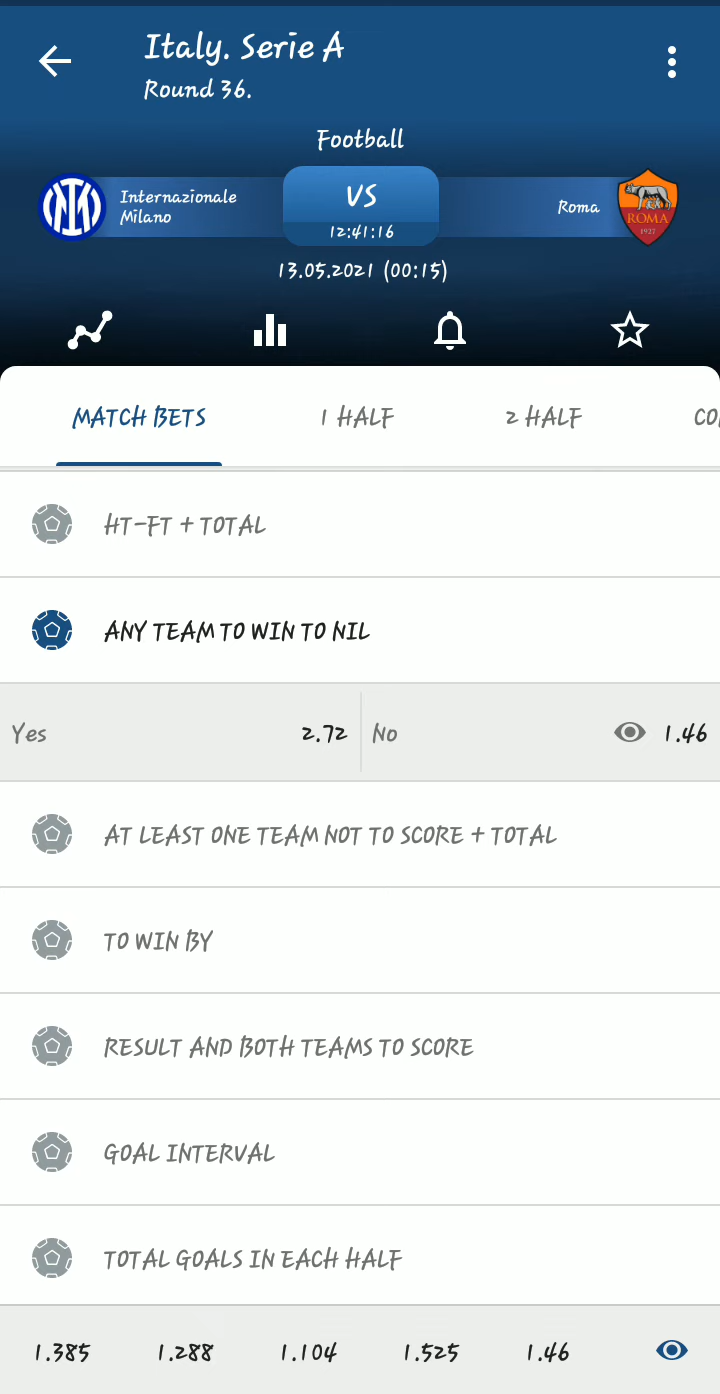 Italy. Serie A
Round 36.
Football
Internazionale
Milano
VS
12:41:16
Roma
ROMA
1927
13.05.2021 (00:15)
MATCH BETS
1 HALF
2 HALF
CO
HT-FT + TOTAL
ANY TEAM TO WIN TO NIL
Yes 2.72 No 1.46
AT LEAST ONE TEAM NOT TO SCORE + TOTAL
TO WIN BY
RESULT AND BOTH TEAMS TO SCORE
GOAL INTERVAL
TOTAL GOALS IN EACH HALF
1.385 1.288 1.104 1.525 1.46